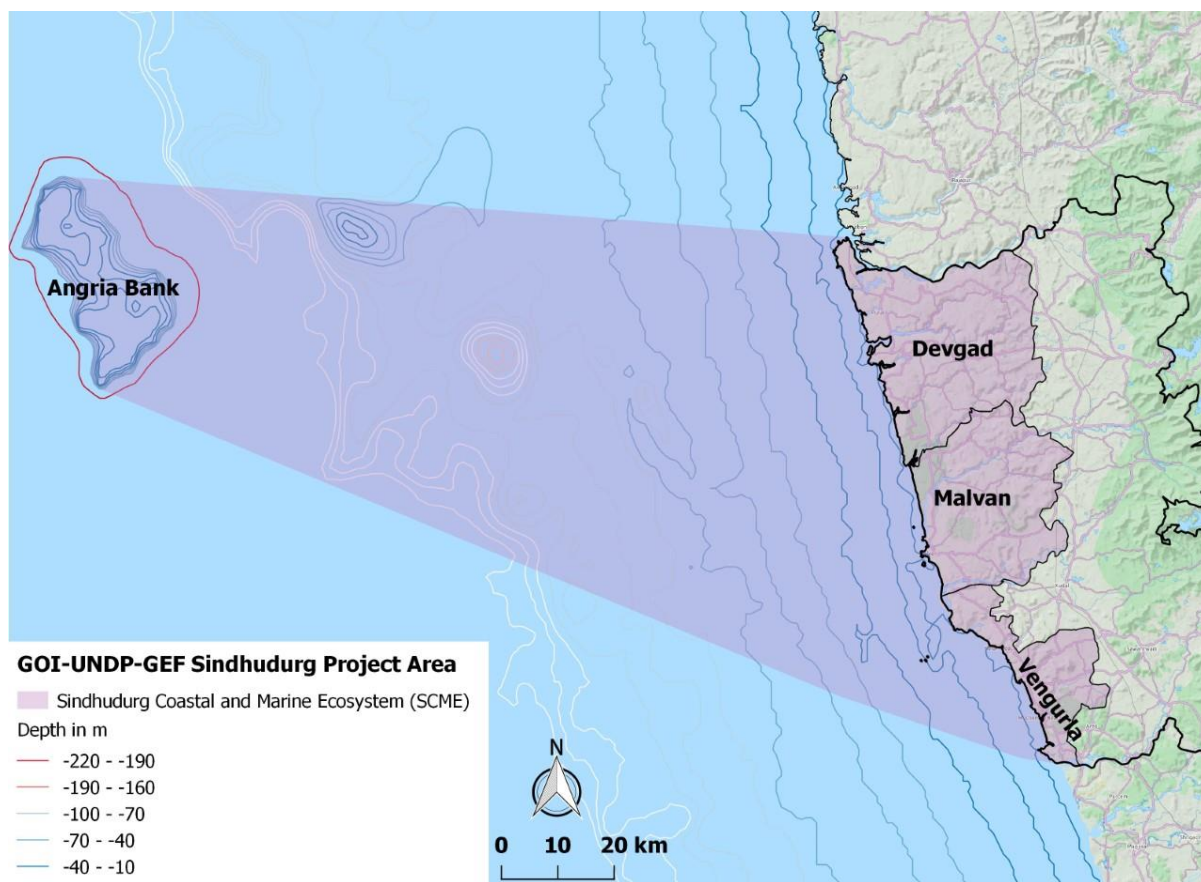 Angria Bank
Devgad
Malvan
Vengurla
GOI-UNDP-GEF Sindhudurg Project Area
Sindhudurg Coastal and Marine Ecosystem (SCME)
Depth in m
-220 - -190
-190 - -160
-100 - -70
-70 - -40
-40 - -10
N
0 10 20 km